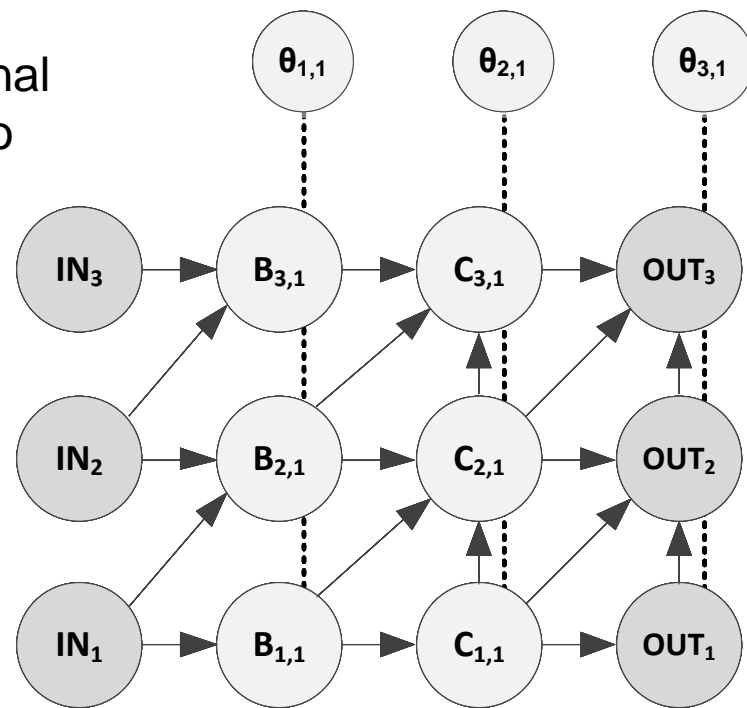 nal
θ1,1 θ2,1 θ3,1
IN3 B3,1 C3,1 OUT3
IN2 B2,1 C2,1 OUT2
IN1 B1,1 C1,1 OUT1